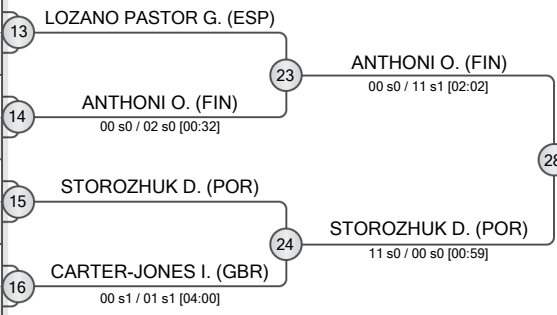 13
LOZANO PASTOR G. (ESP)
23
ANTHONI O. (FIN)
00 s0 / 11 s1 [02:02]
14
ANTHONI O. (FIN)
00 s0 / 02 s0 [00:32]
28
15
STOROZHUK D. (POR)
24
STOROZHUK D. (POR)
11 s0 / 00 s0 [00:59]
16
CARTER-JONES I. (GBR)
00 s1 / 01 s1 [04:00]